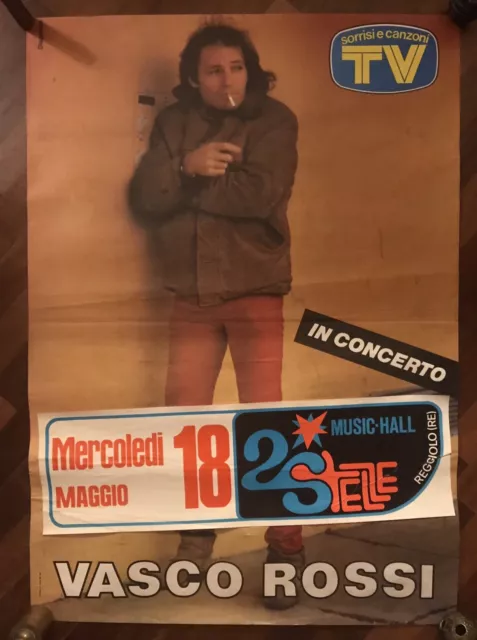 sorrisi e canzoni
TV
IN CONCERTO
Mercoledì 18
MAGGIO
MUSIC-HALL
2 STELLE
REGGIOLO (RE)
VASCO ROSSI